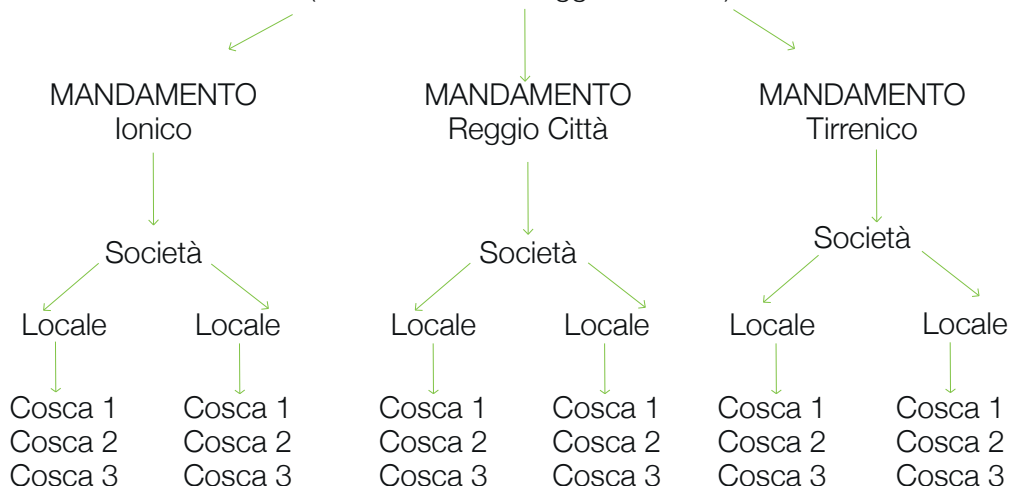 MANDAMENTO
Ionico
MANDAMENTO
Reggio Città
MANDAMENTO
Tirrenico
Società
Società
Società
Locale
Locale
Locale
Locale
Locale
Locale
Cosca 1
Cosca 2
Cosca 3
Cosca 1
Cosca 2
Cosca 3
Cosca 1
Cosca 2
Cosca 3
Cosca 1
Cosca 2
Cosca 3
Cosca 1
Cosca 2
Cosca 3
Cosca 1
Cosca 2
Cosca 3